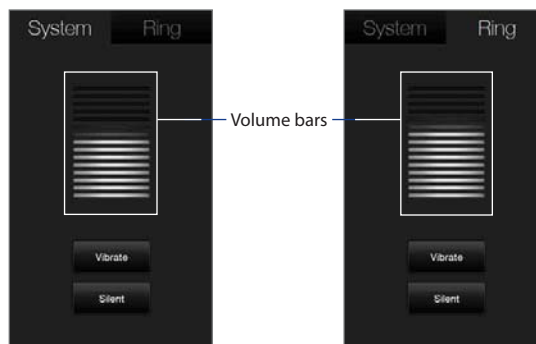 System Ring
System Ring
Volume bars
Vibrate
Silent
Vibrate
Silent